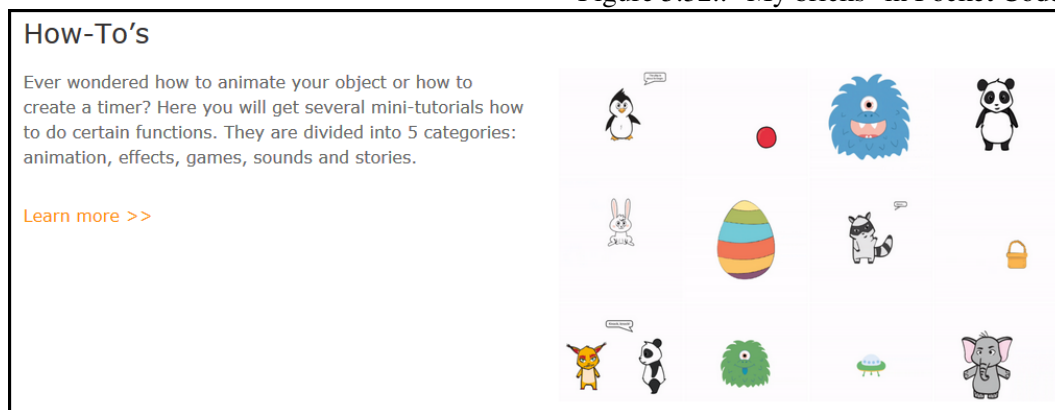 How-To's
Ever wondered how to animate your object or how to
create a timer? Here you will get several mini-tutorials how
to do certain functions. They are divided into 5 categories:
animation, effects, games, sounds and stories.
Learn more >>